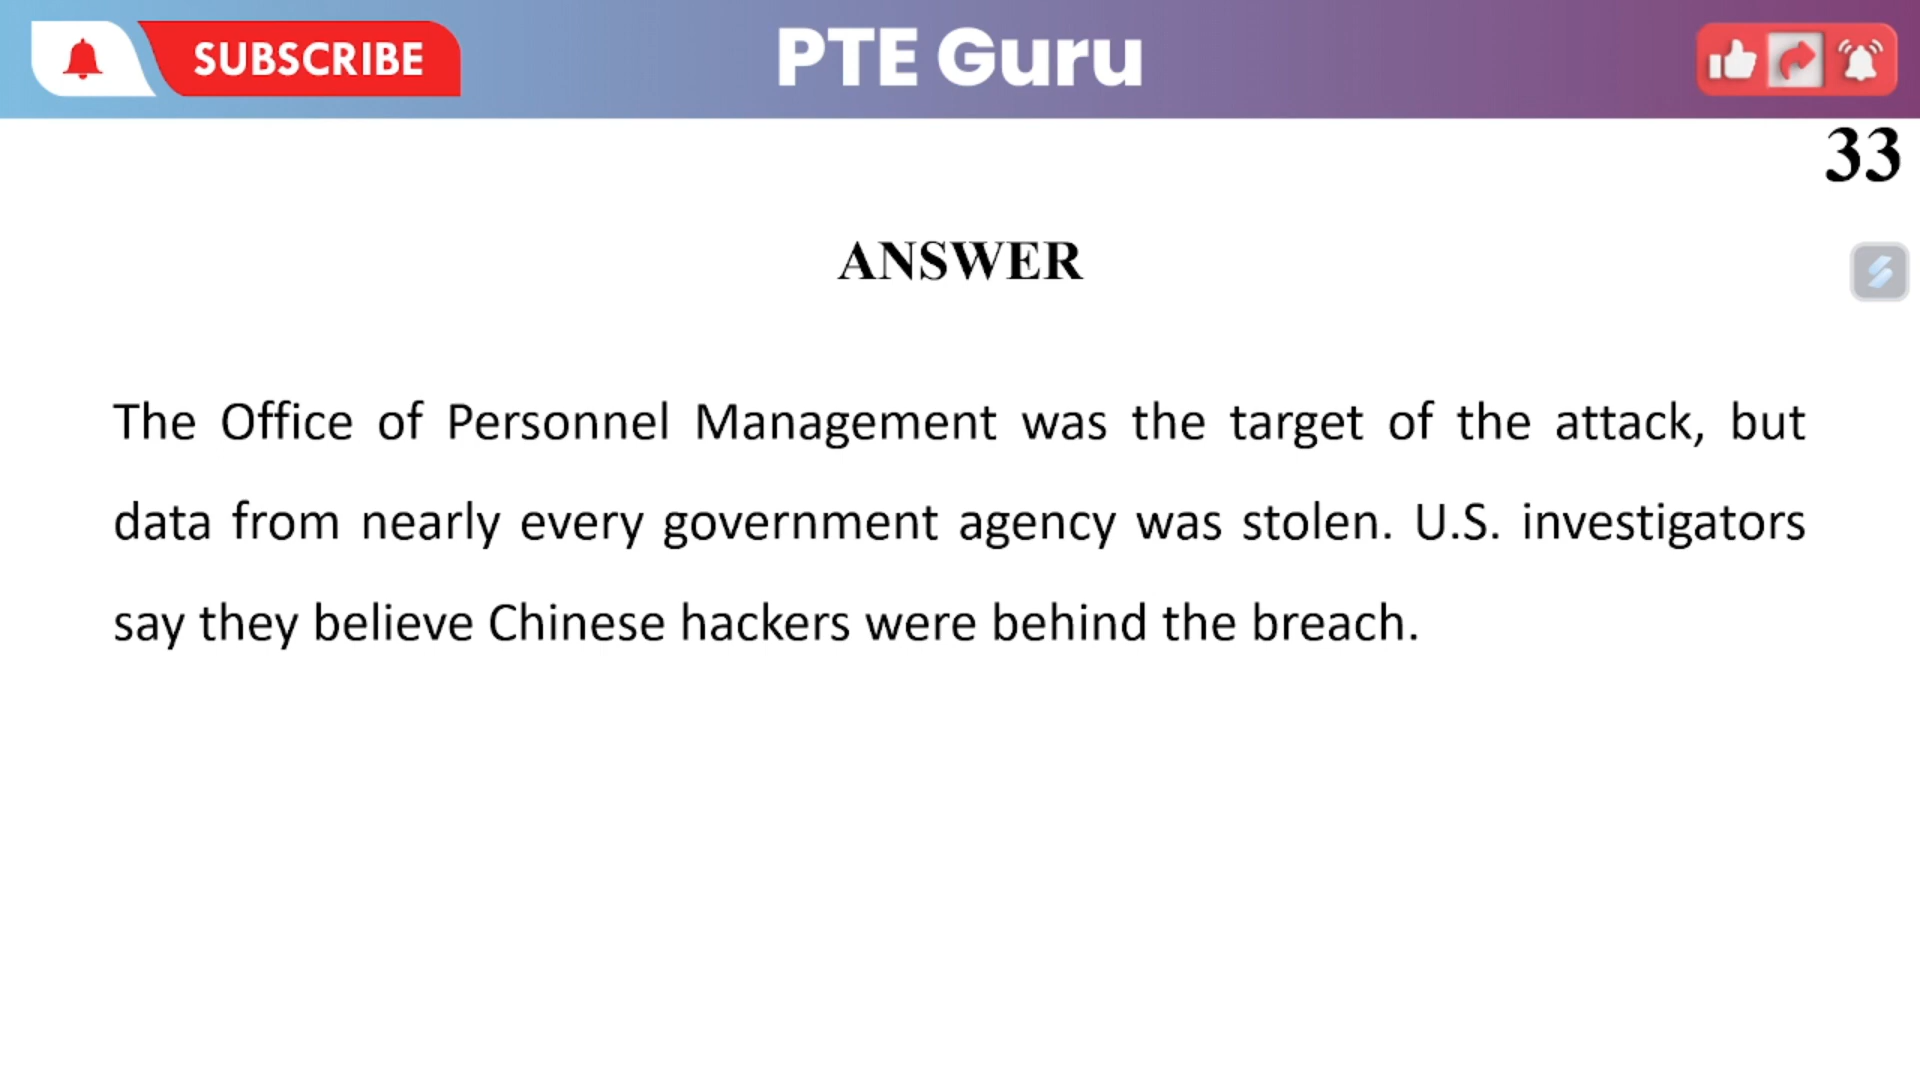 SUBSCRIBE
PTE Guru
33
ANSWER
The Office of Personnel Management was the target of the attack, but
data from nearly every government agency was stolen. U.S. investigators
say they believe Chinese hackers were behind the breach.